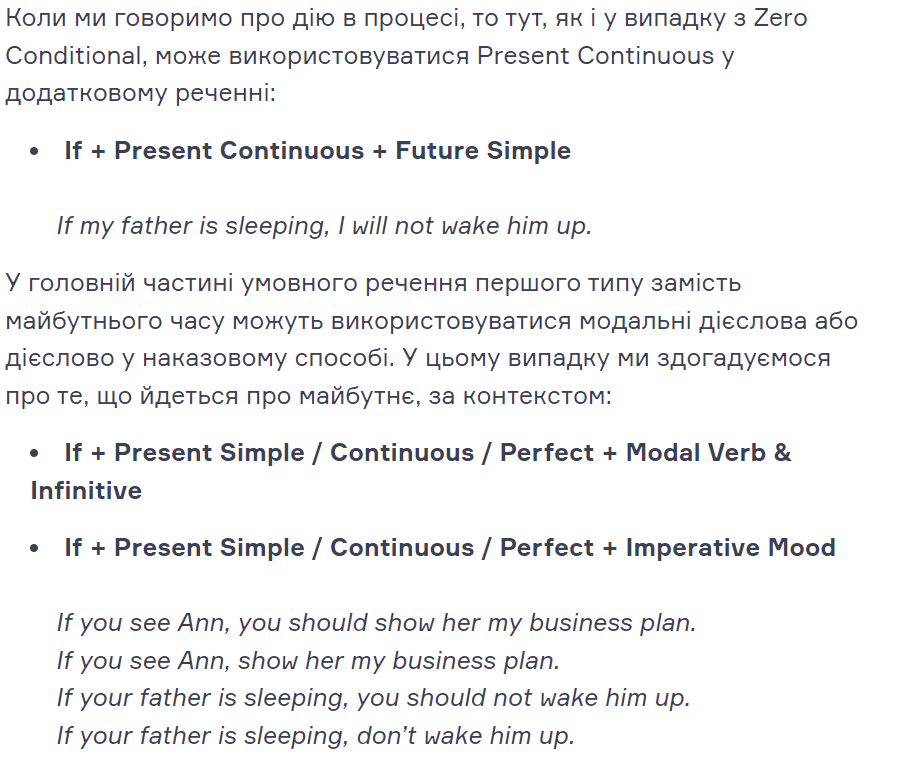 Коли ми говоримо про дію в процесі, то тут, як і у випадку з Zero
Conditional, може використовуватися Present Continuous у
додатковому реченні:
• If + Present Continuous + Future Simple
If my father is sleeping, I will not wake him up.
У головній частині умовного речення першого типу замість
майбутнього часу можуть використовуватися модальні дієслова або
дієслово у наказовому способі. У цьому випадку ми здогадуємося
про те, що йдеться про майбутнє, за контекстом:
• If + Present Simple / Continuous / Perfect + Modal Verb &
Infinitive
• If + Present Simple / Continuous / Perfect + Imperative Mood
If you see Ann, you should show her my business plan.
If you see Ann, show her my business plan.
If your father is sleeping, you should not wake him up.
If your father is sleeping, don’t wake him up.